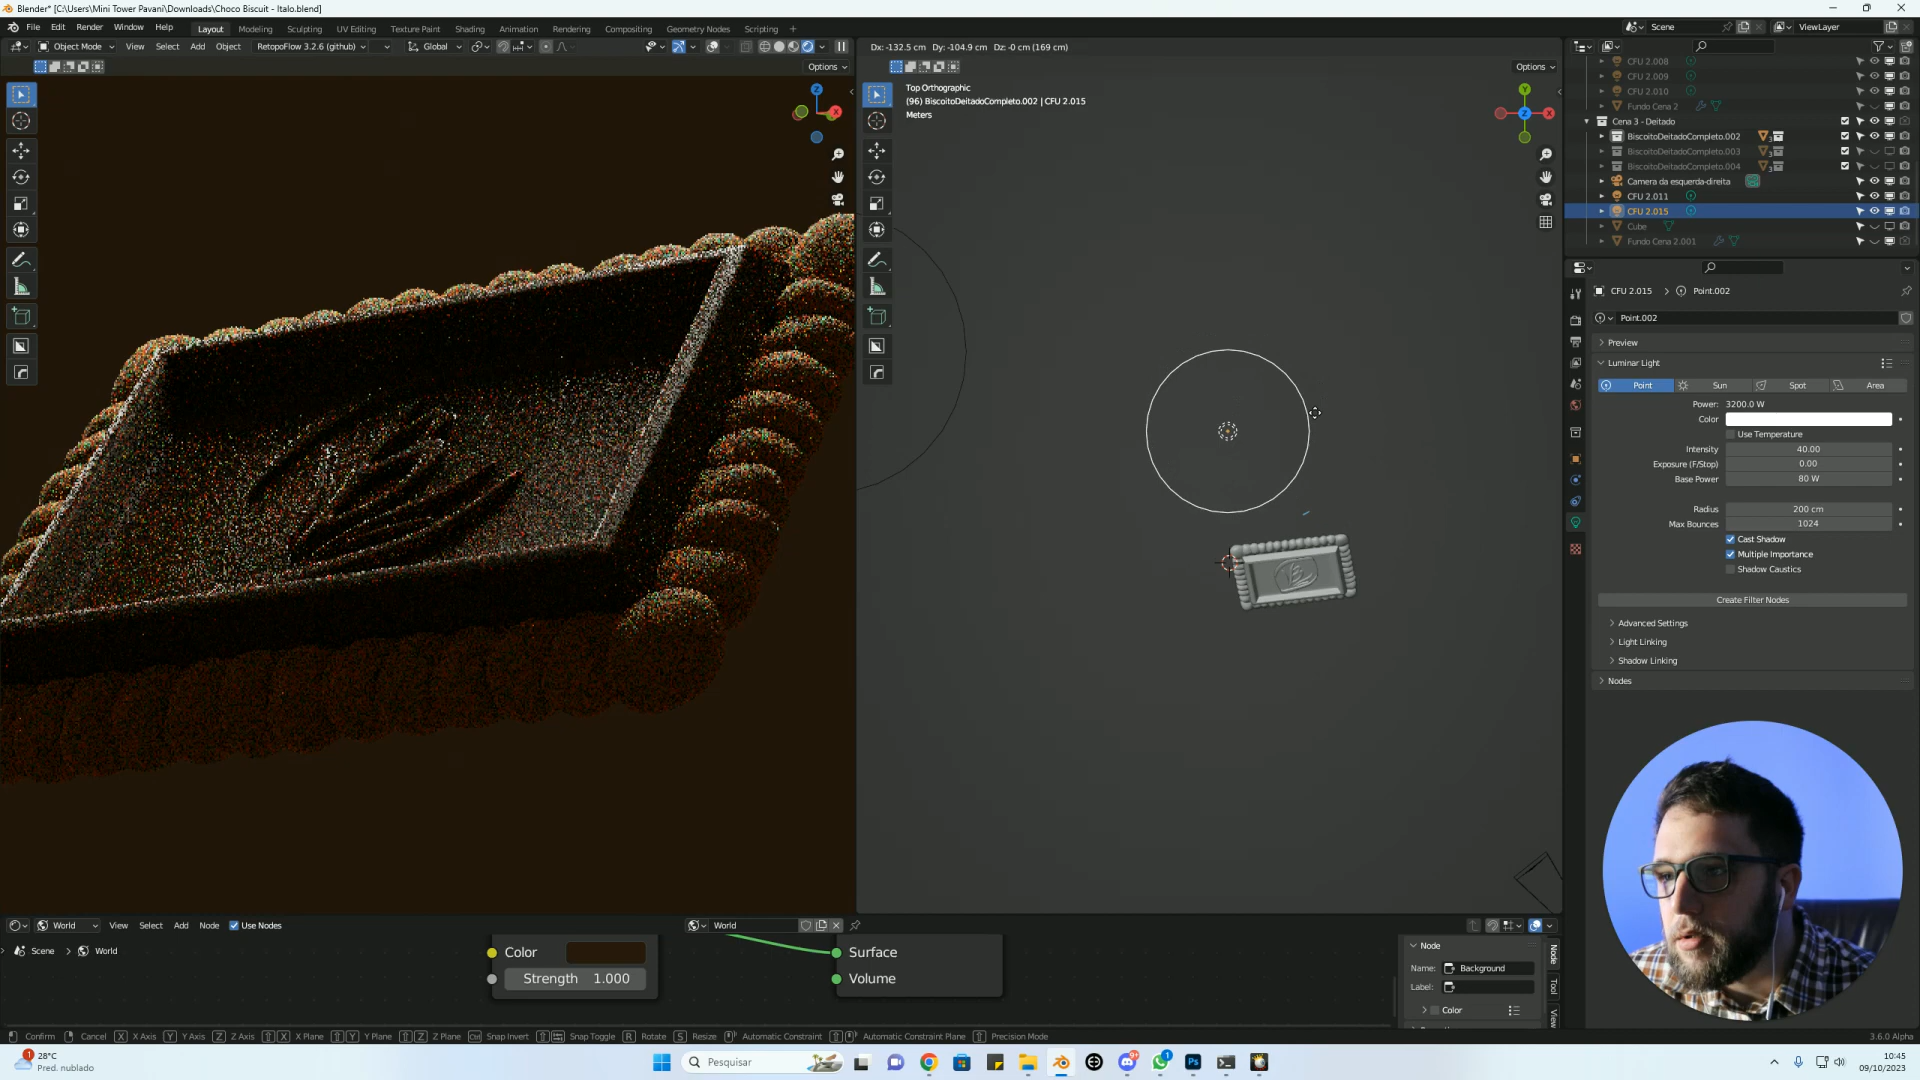 Blender* [C:\Users\Mini Tower Pavani\Downloads\Choco Biscuit - Italo.blend]
File Edit Render Window Help Layout Modeling Sculpting UV Editing Texture Paint Shading Animation Rendering Compositing Geometry Nodes Scripting +
Scene ViewLayer
Object Mode View Select Add Object RetopoFlow 3.2.6 (github) Global
Dx: -132.5 cm Dy: -104.9 cm Dz: -0 cm (169 cm)
Options
Options
Top Orthographic
(96) BiscoitoDeitadoCompleto.002 | CFU 2.015
Meters
Z
X
Y
Z
X
CFU 2.008
CFU 2.009
CFU 2.010
Fundo Cena 2
Cena 3 - Deitado
BiscoitoDeitadoCompleto.002
BiscoitoDeitadoCompleto.003
BiscoitoDeitadoCompleto.004
Camera da esquerda-direita
CFU 2.011
CFU 2.015
Cube
Fundo Cena 2.001
CFU 2.015 > Point.002
Point.002
Preview
Luminar Light
Point Sun Spot Area
Power: 3200.0 W
Color
Use Temperature
Intensity 40.00
Exposure (F/Stop) 0.00
Base Power 80 W
Radius 200 cm
Max Bounces 1024
Cast Shadow
Multiple Importance
Shadow Caustics
Create Filter Nodes
Advanced Settings
Light Linking
Shadow Linking
Nodes
World View Select Add Node Use Nodes World
Scene > World
Color
Strength 1.000
Surface
Volume
Node
Name: Background
Label:
Color
Node
Tool
View
Confirm Cancel X X Axis Y Y Axis Z Z Axis X X Plane Y Y Plane Z Z Plane Ctrl Snap Invert Snap Toggle R Rotate S Resize Automatic Constraint Automatic Constraint Plane Precision Mode
3.6.0 Alpha
1
28°C
Pred. nublado
Pesquisar
9+
1
Ps
10:45
09/10/2023